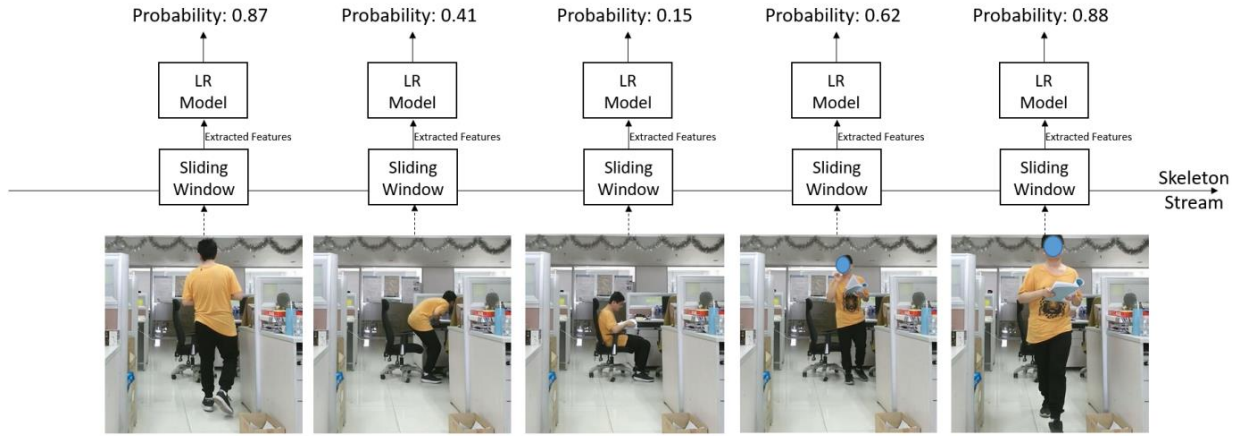 Probability: 0.87
Probability: 0.41
Probability: 0.15
Probability: 0.62
Probability: 0.88
LR
Model
LR
Model
LR
Model
LR
Model
LR
Model
Extracted Features
Extracted Features
Extracted Features
Extracted Features
Extracted Features
Sliding
Window
Sliding
Window
Sliding
Window
Sliding
Window
Sliding
Window
Skeleton
Stream